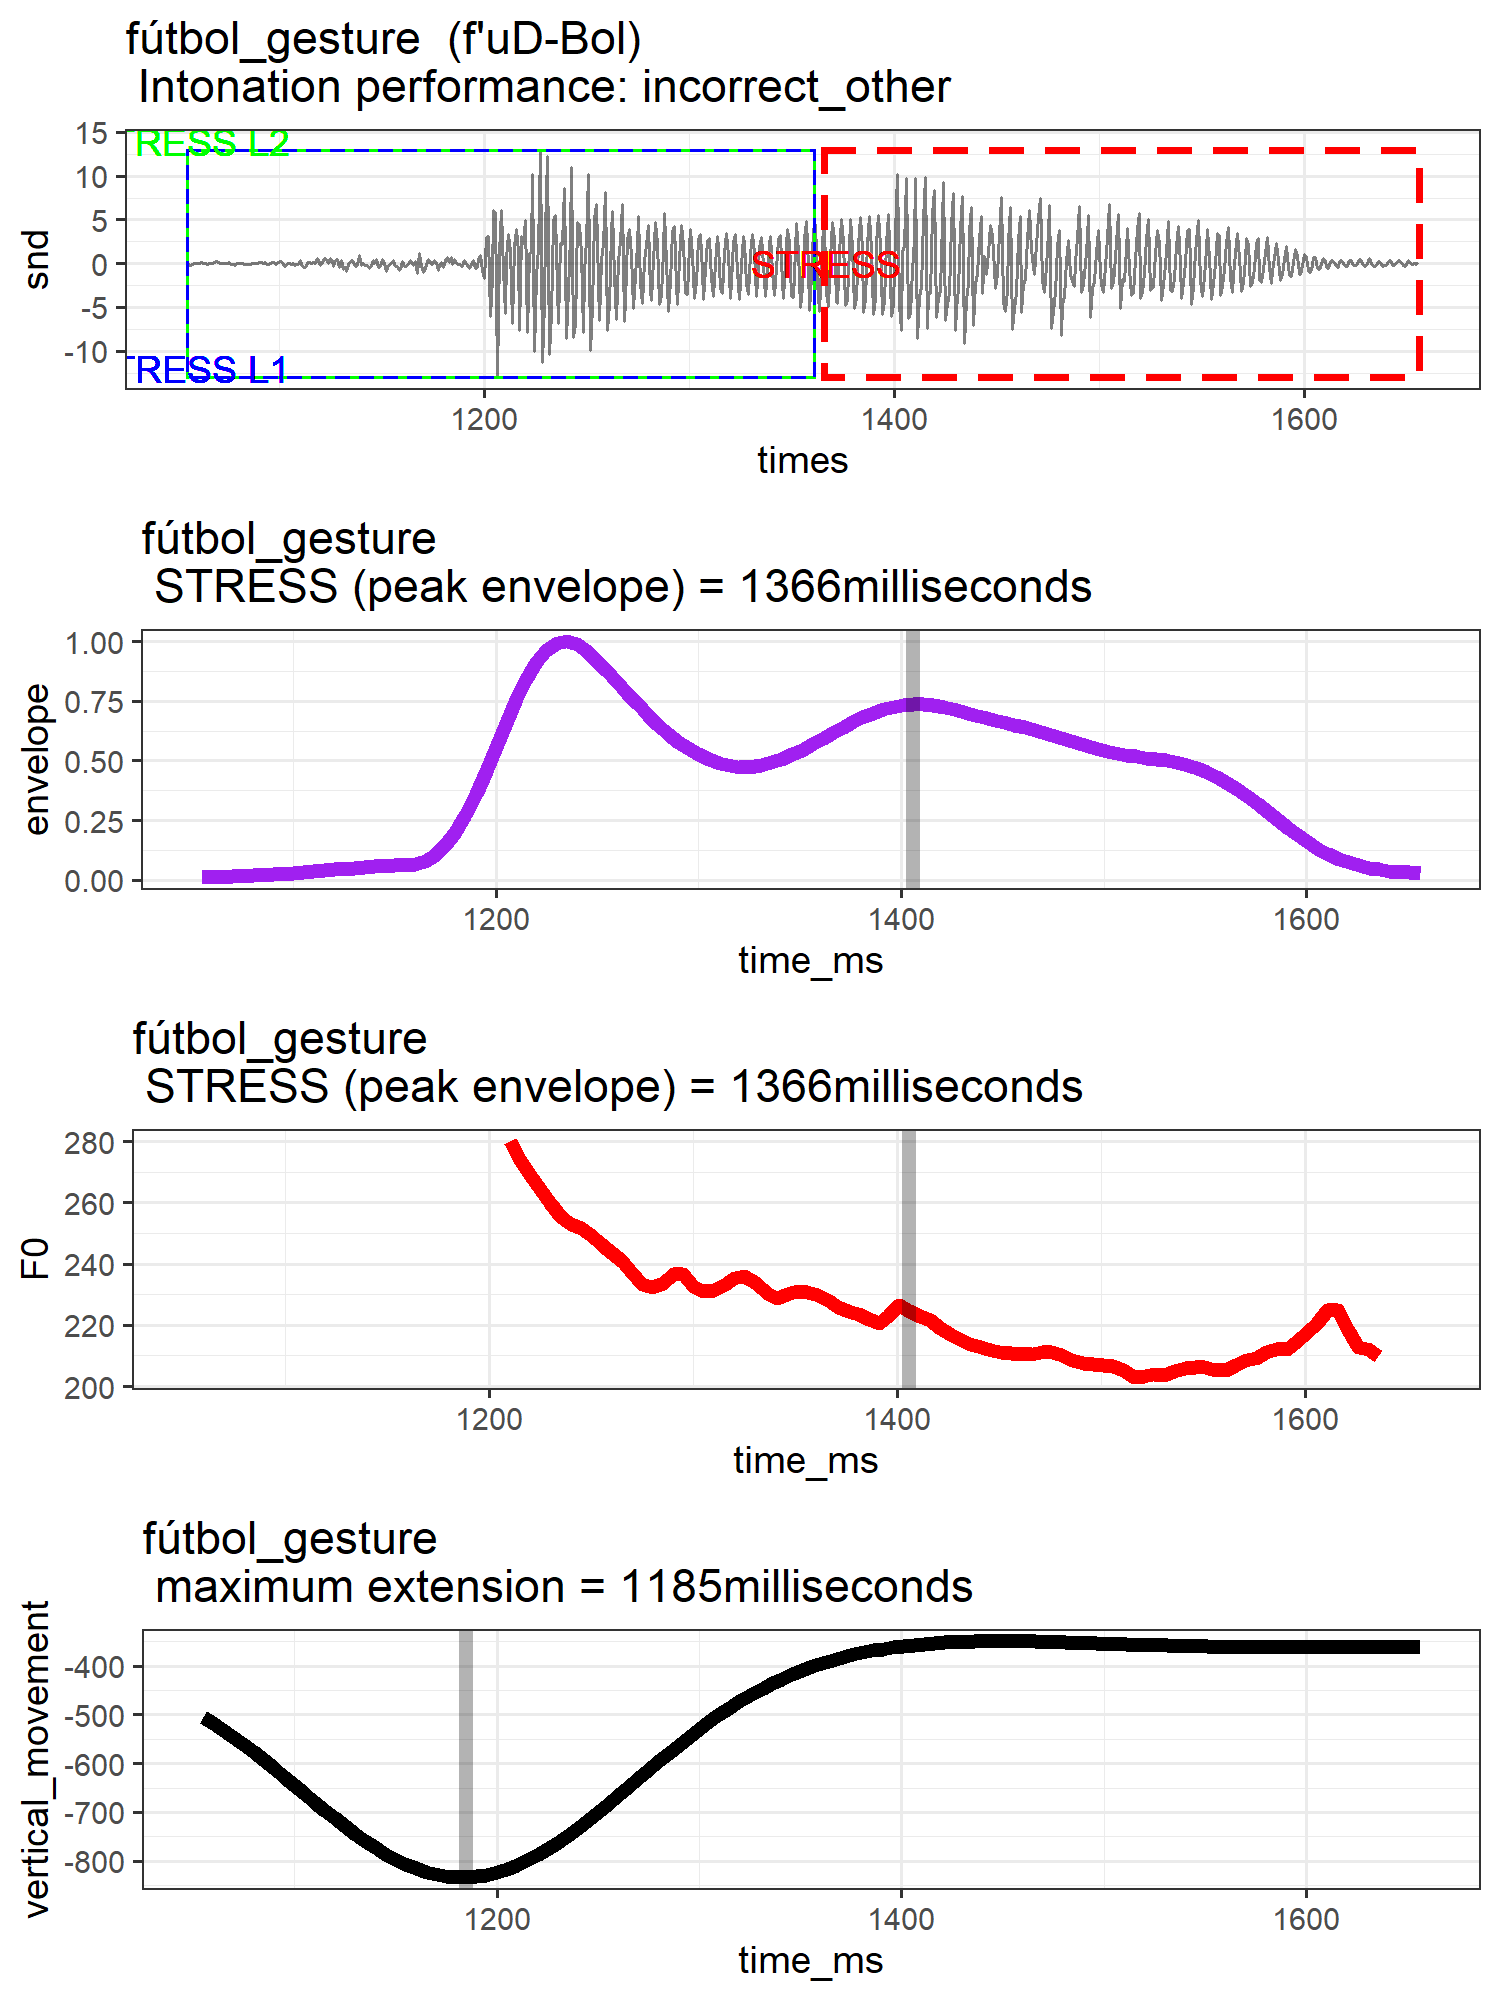 fútbol_gesture  (f'uD-Bol)
Intonation performance: incorrect_other
15
10
5
0
-5
-10
snd
RESS L2
STRESS
RESS L1
1200 1400 1600
times
fútbol_gesture
STRESS (peak envelope) = 1366milliseconds
1.00
0.75
0.50
0.25
0.00
envelope
1200 1400 1600
time_ms
fútbol_gesture
STRESS (peak envelope) = 1366milliseconds
280
260
240
220
200
F0
1200 1400 1600
time_ms
fútbol_gesture
maximum extension = 1185milliseconds
-400
-500
-600
-700
-800
vertical_movement
1200 1400 1600
time_ms